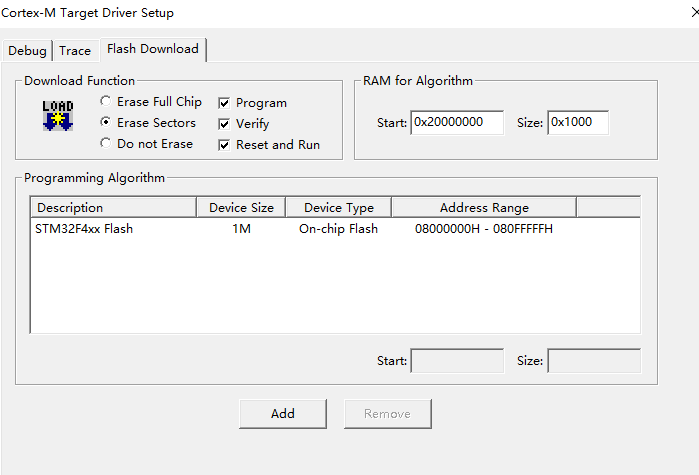 Cortex-M Target Driver Setup
Debug Trace Flash Download
Download Function
LOAD
Erase Full Chip
Erase Sectors
Do not Erase
Program
Verify
Reset and Run
RAM for Algorithm
Start: 0x20000000 Size: 0x1000
Programming Algorithm
Description Device Size Device Type Address Range
STM32F4xx Flash 1M On-chip Flash 08000000H - 080FFFFFH
Start: Size:
Add Remove